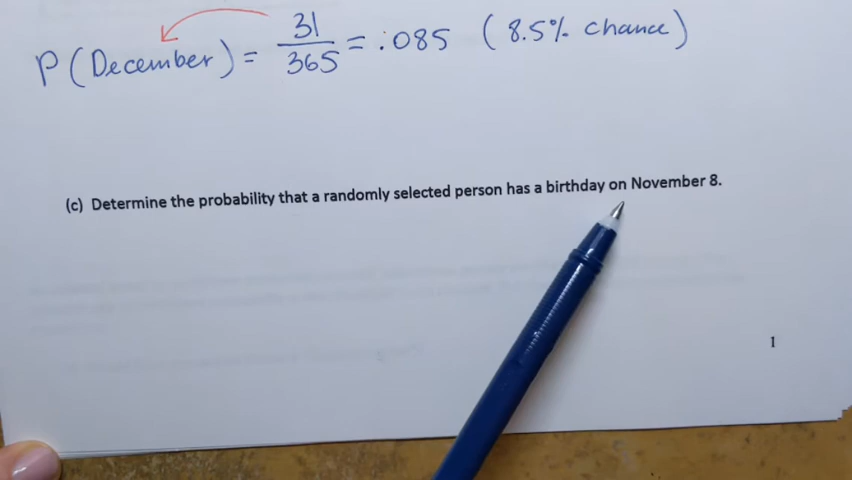 P(December) = 31/365 = .085 (8.5% chance)
(c) Determine the probability that a randomly selected person has a birthday on November 8.
1